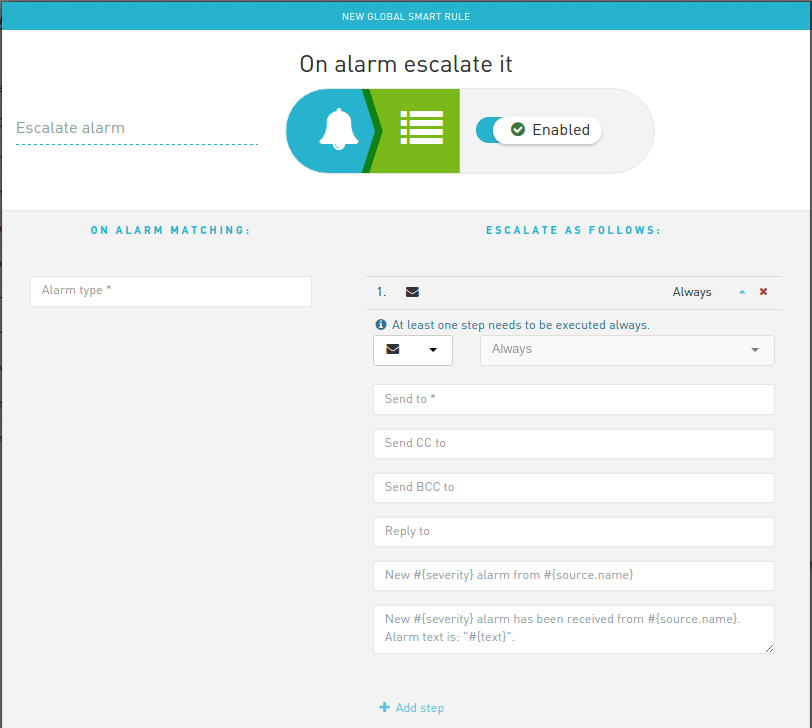 NEW GLOBAL SMART RULE
On alarm escalate it
Escalate alarm
Enabled
ON ALARM MATCHING:
ESCALATE AS FOLLOWS:
Alarm type *
1.
Always
At least one step needs to be executed always.
Always
Send to *
Send CC to
Send BCC to
Reply to
New #{severity} alarm from #{source.name}
New #{severity} alarm has been received from #{source.name}.
Alarm text is: "#{text}".
Add step